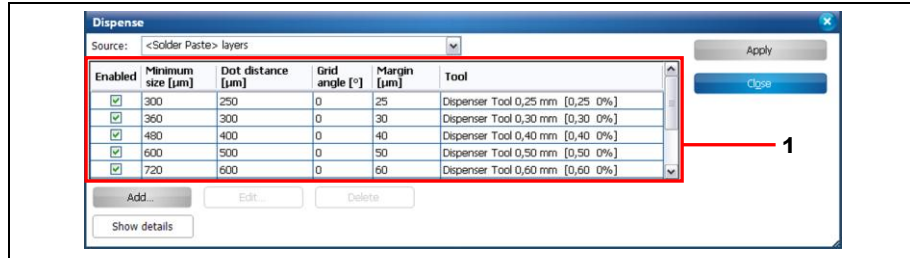 Dispense
Source: <Solder Paste> layers
Apply
Close
Enabled Minimum size [µm] Dot distance [µm] Grid angle [°] Margin [µm] Tool
300 250 0 25 Dispenser Tool 0,25 mm [0,25 0%]
360 300 0 30 Dispenser Tool 0,30 mm [0,30 0%]
480 400 0 40 Dispenser Tool 0,40 mm [0,40 0%]
600 500 0 50 Dispenser Tool 0,50 mm [0,50 0%]
720 600 0 60 Dispenser Tool 0,60 mm [0,60 0%]
1
Add... Edit... Delete
Show details